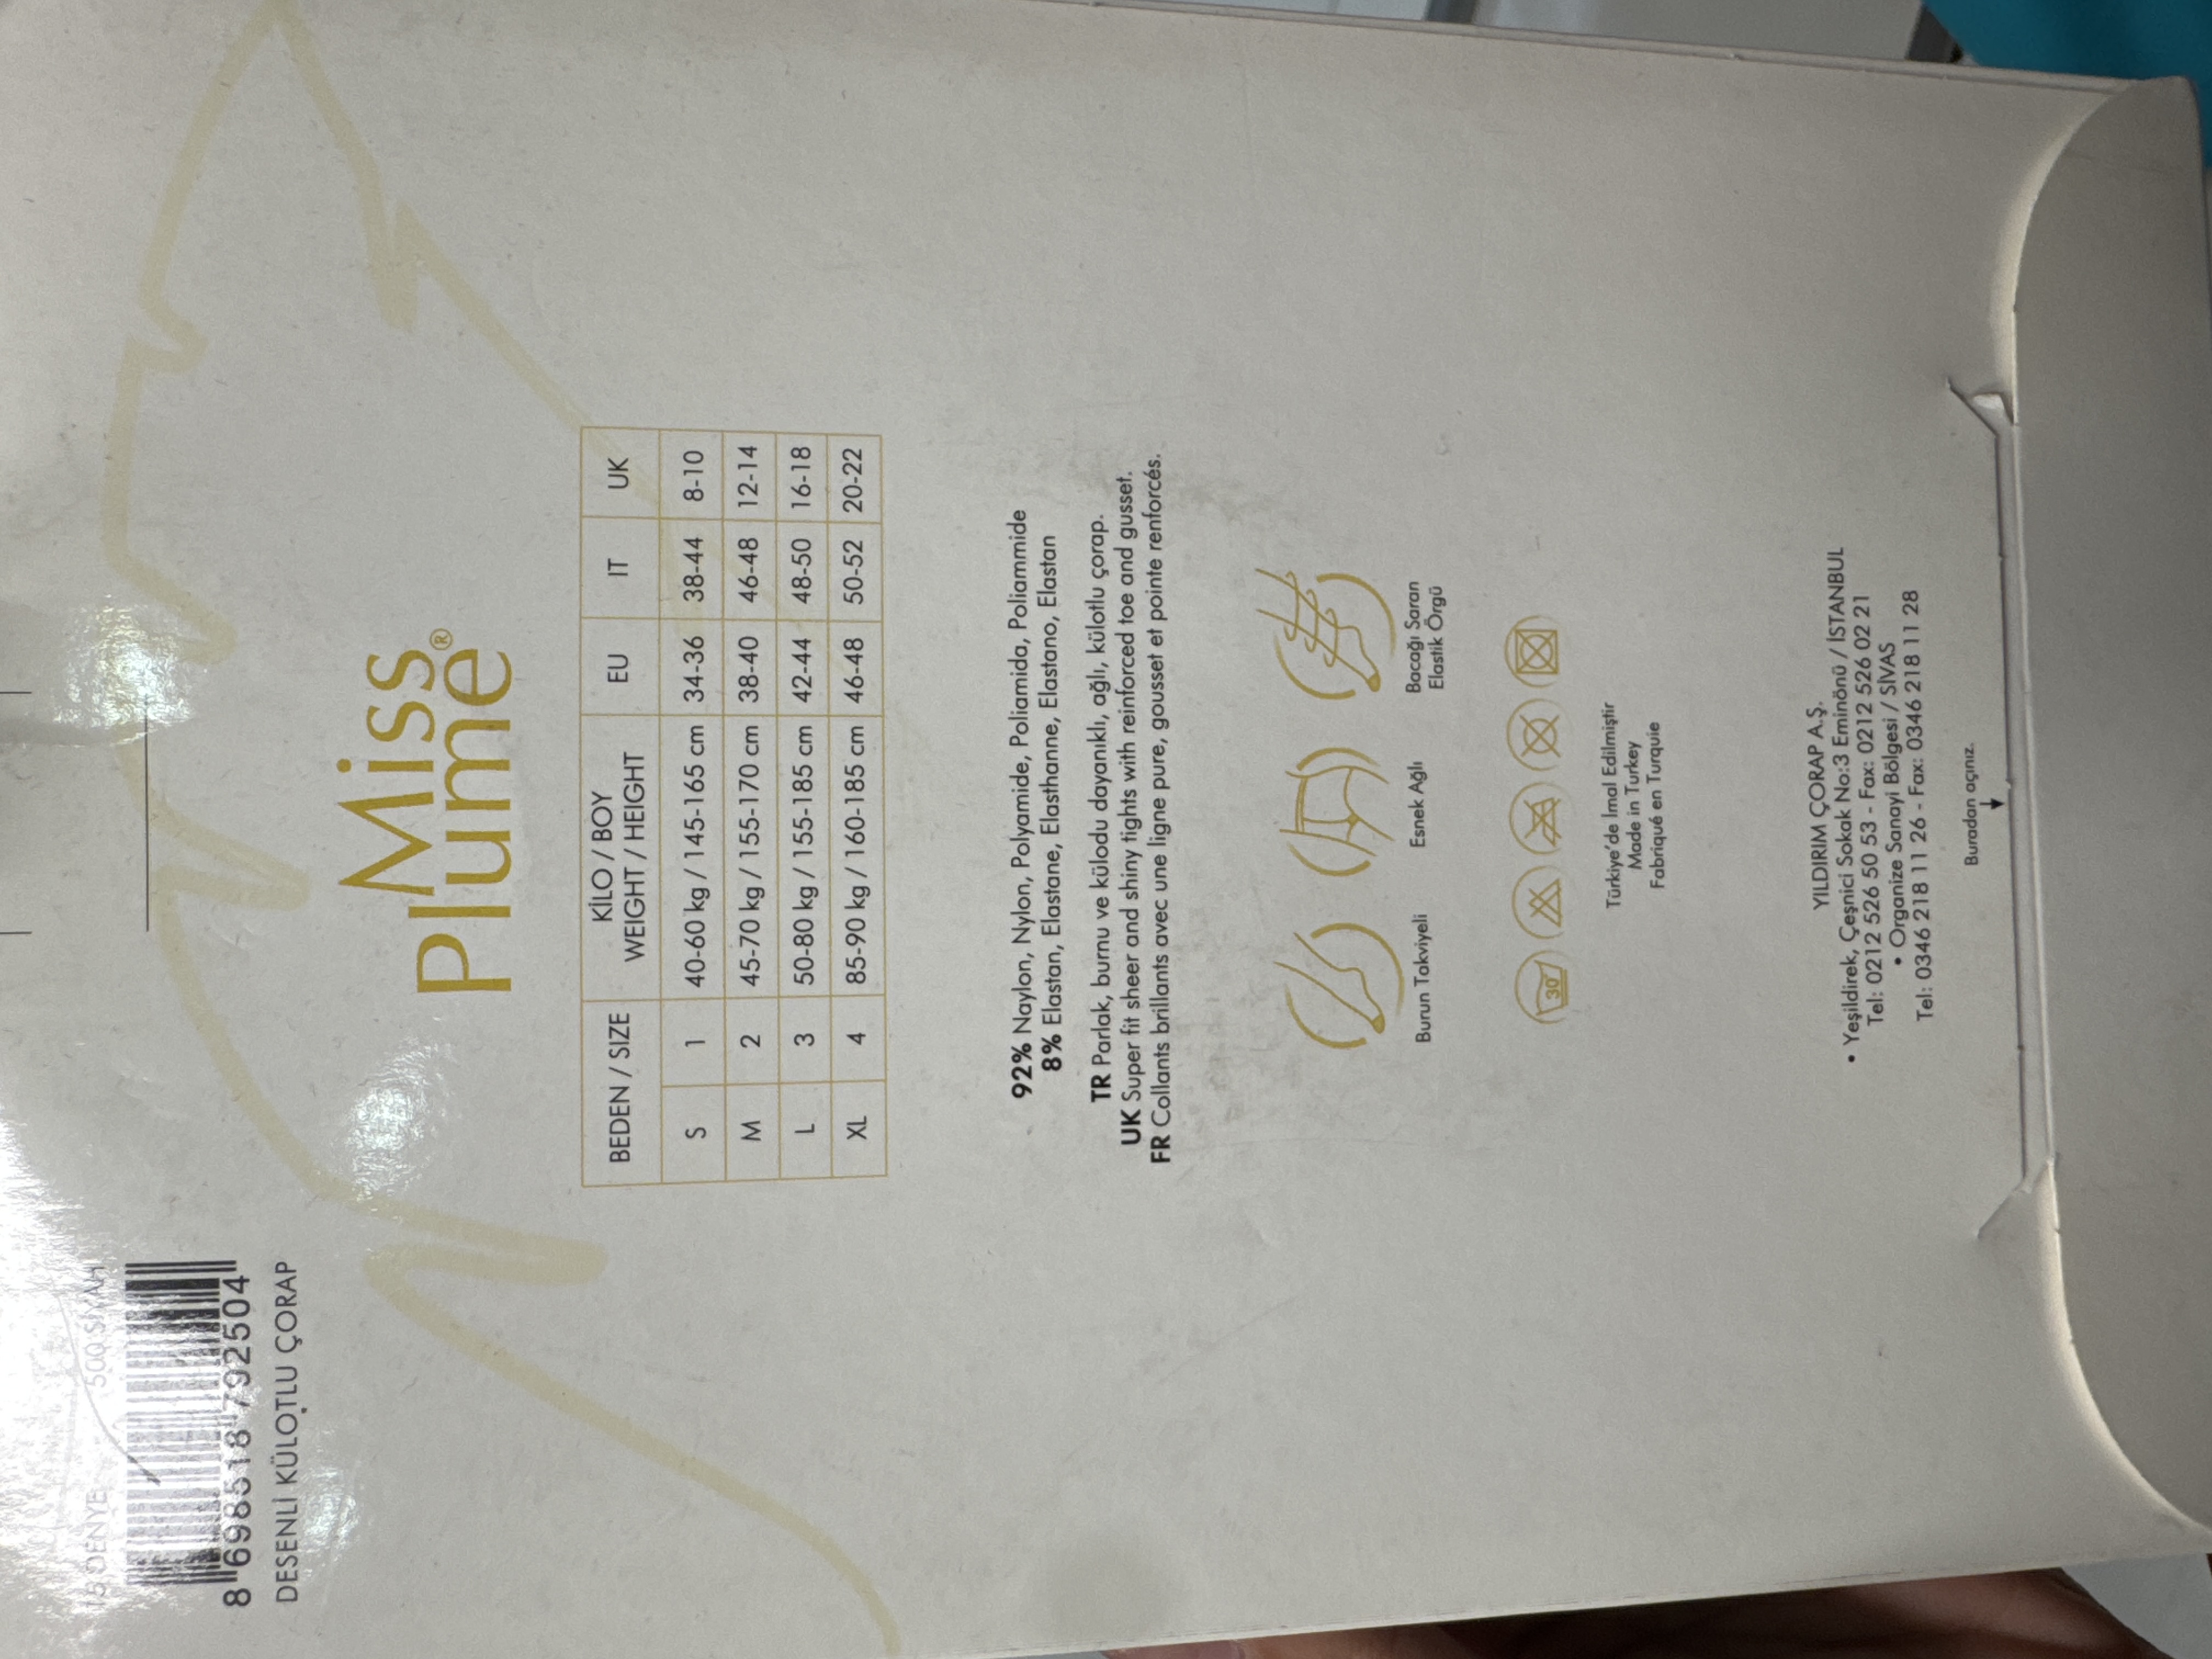 15 DENYE 500 SİYAH
8 698518 792504
DESENLİ KÜLOTLU ÇORAP
Miss
Plume®
BEDEN / SIZE KİLO / BOY WEIGHT / HEIGHT EU IT UK
S 1 40-60 kg / 145-165 cm 34-36 38-44 8-10
M 2 45-70 kg / 155-170 cm 38-40 46-48 12-14
L 3 50-80 kg / 155-185 cm 42-44 48-50 16-18
XL 4 85-90 kg / 160-185 cm 46-48 50-52 20-22
92% Naylon, Nylon, Polyamide, Poliamida, Poliammide
8% Elastan, Elastane, Elasthanne, Elastano, Elastan
TR Parlak, burnu ve külodu dayanıklı, ağlı, külotlu çorap.
UK Super fit sheer and shiny tights with reinforced toe and gusset.
FR Collants brillants avec une ligne pure, gousset et pointe renforcés.
Burun Takviyeli
Esnek Ağlı
Bacağı Saran
Elastik Örgü
30°
Türkiye'de İmal Edilmiştir
Made in Turkey
Fabriqué en Turquie
YILDIRIM ÇORAP A.Ş.
• Yeşildirek, Çeşnici Sokak No:3 Eminönü / İSTANBUL
Tel: 0212 526 50 53 - Fax: 0212 526 02 21
• Organize Sanayi Bölgesi / SİVAS
Tel: 0346 218 11 26 - Fax: 0346 218 11 28
Buradan açınız.